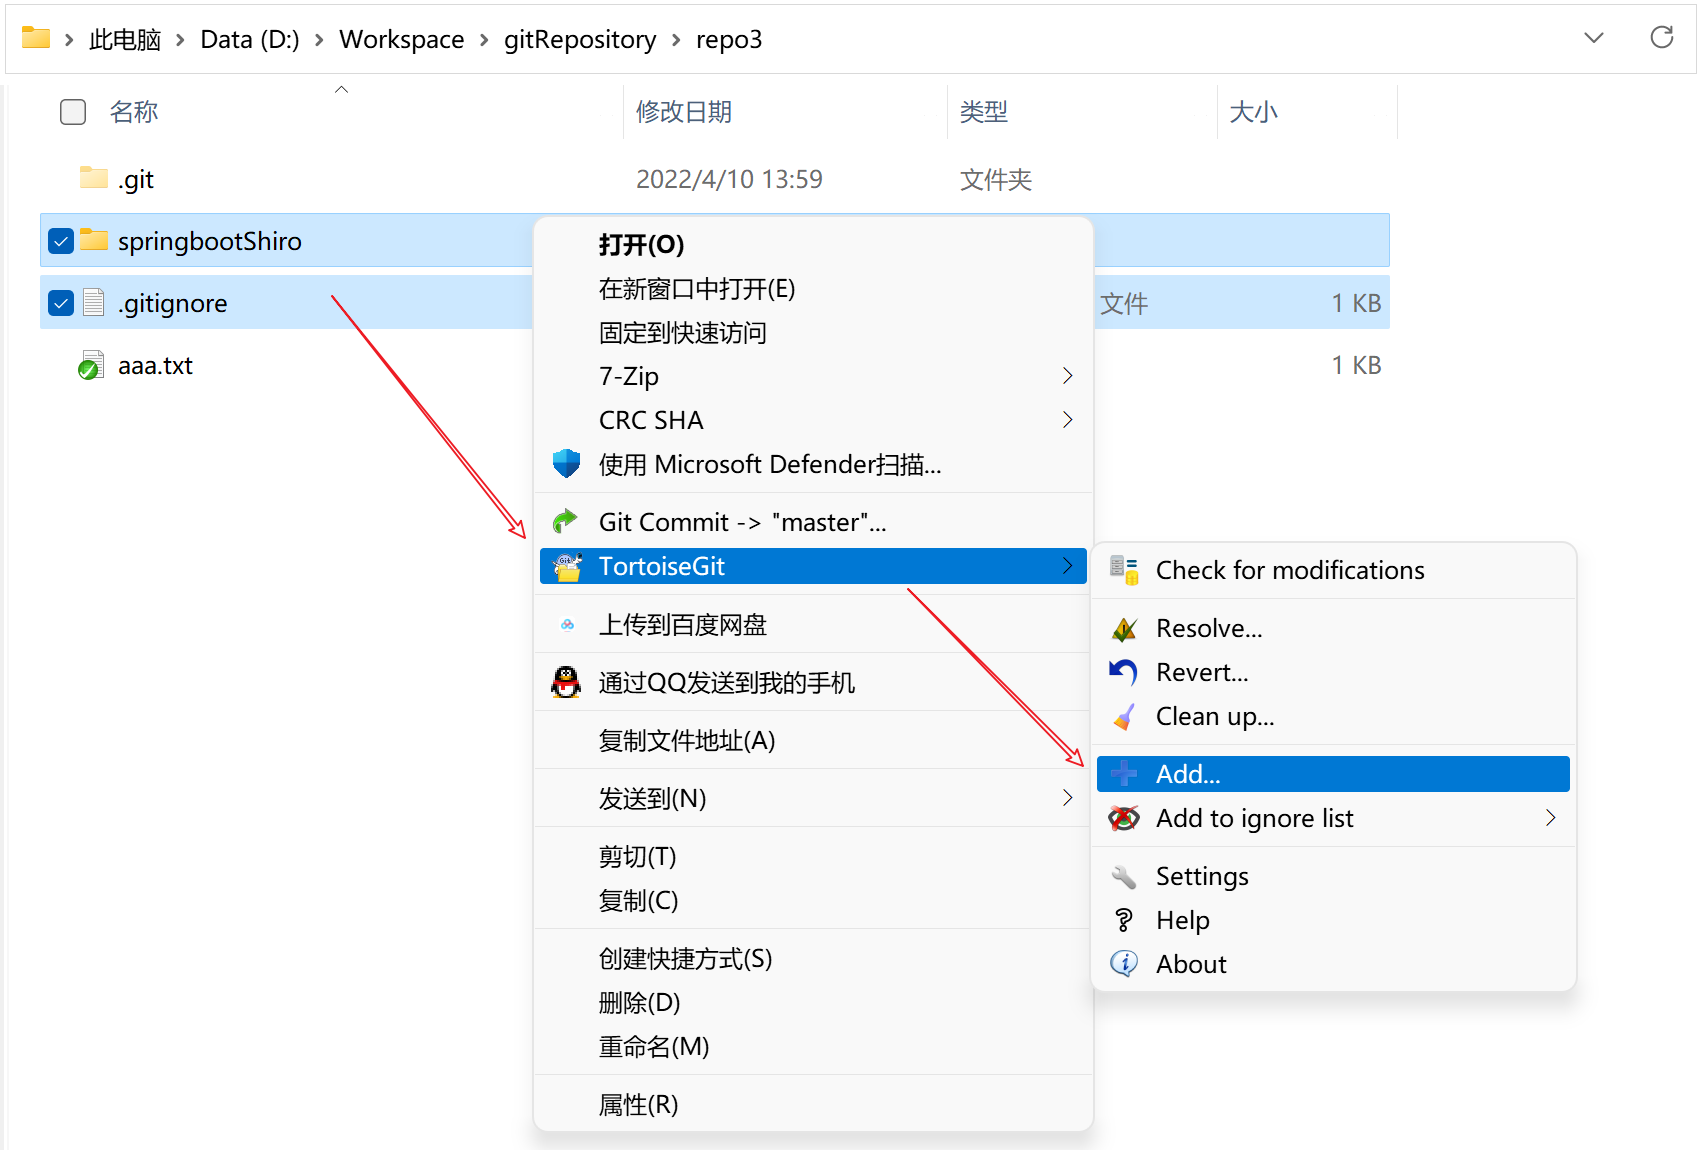 此电脑 > Data (D:) > Workspace > gitRepository > repo3
名称 修改日期 类型 大小
.git 2022/4/10 13:59 文件夹
springbootShiro
.gitignore 文件 1 KB
aaa.txt 1 KB
打开(O)
在新窗口中打开(E)
固定到快速访问
7-Zip
CRC SHA
使用 Microsoft Defender扫描...
Git Commit -> "master"...
TortoiseGit
上传到百度网盘
通过QQ发送到我的手机
复制文件地址(A)
发送到(N)
剪切(T)
复制(C)
创建快捷方式(S)
删除(D)
重命名(M)
属性(R)
Check for modifications
Resolve...
Revert...
Clean up...
Add...
Add to ignore list
Settings
Help
About